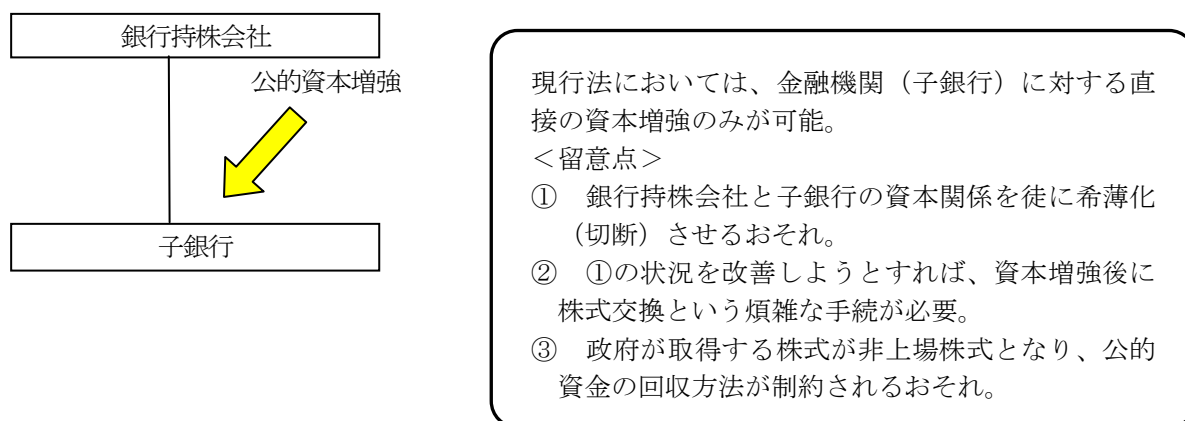 銀行持株会社
公的資本増強
子銀行
現行法においては、金融機関（子銀行）に対する直
接の資本増強のみが可能。
＜留意点＞
①　銀行持株会社と子銀行の資本関係を徒に希薄化
（切断）させるおそれ。
②　①の状況を改善しようとすれば、資本増強後に
株式交換という煩雑な手続が必要。
③　政府が取得する株式が非上場株式となり、公的
資金の回収方法が制約されるおそれ。